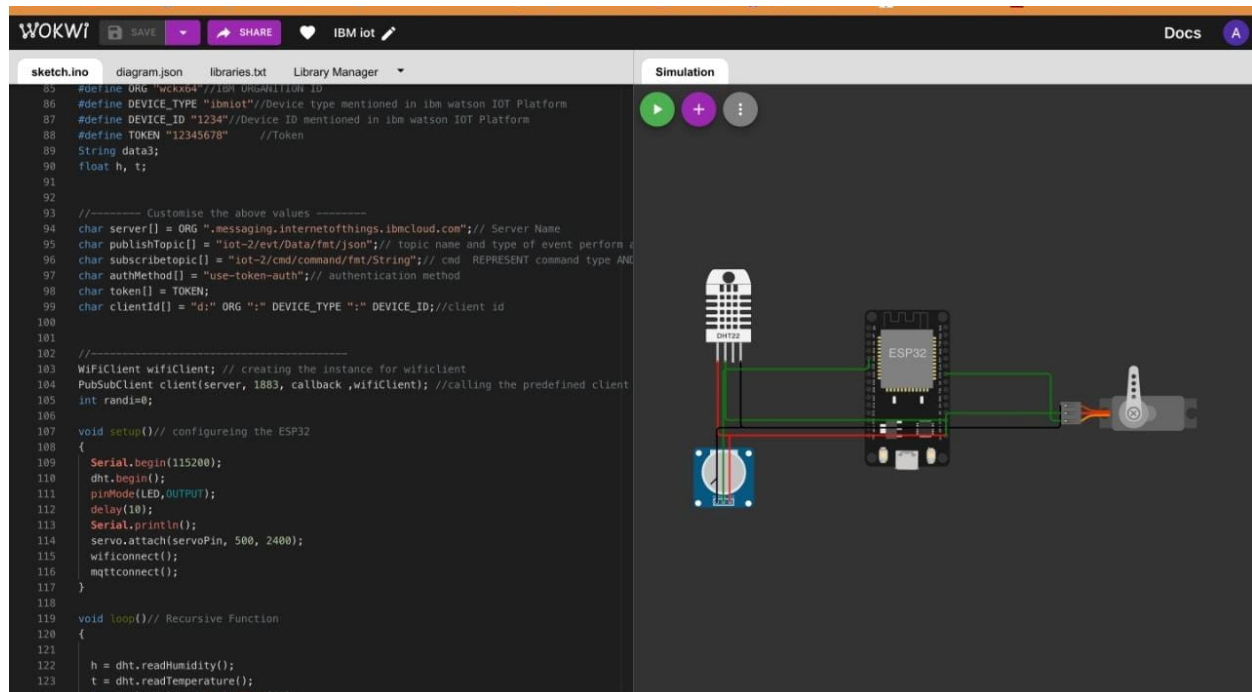 WOKWI SAVE SHARE IBM iot Docs A
sketch.ino diagram.json libraries.txt Library Manager Simulation
85 #define ORG "wckx64"//IBM ORGANITION ID
86 #define DEVICE_TYPE "ibmiot"//Device type mentioned in ibm watson IOT Platform
87 #define DEVICE_ID "1234"//Device ID mentioned in ibm watson IOT Platform
88 #define TOKEN "12345678" //Token
89 String data3;
90 float h, t;
91
92
93 //-------- Customise the above values --------
94 char server[] = ORG ".messaging.internetofthings.ibmcloud.com";// Server Name
95 char publishTopic[] = "iot-2/evt/Data/fmt/json";// topic name and type of event perform a
96 char subscribetopic[] = "iot-2/cmd/command/fmt/String";// cmd REPRESENT command type AND
97 char authMethod[] = "use-token-auth";// authentication method
98 char token[] = TOKEN;
99 char clientId[] = "d:" ORG ":" DEVICE_TYPE ":" DEVICE_ID;//client id
100
101
102 //-----------------------------------------
103 WiFiClient wifiClient; // creating the instance for wificlient
104 PubSubClient client(server, 1883, callback ,wifiClient); //calling the predefined client
105 int randi=0;
106
107 void setup()// configureing the ESP32
108 {
109 Serial.begin(115200);
110 dht.begin();
111 pinMode(LED,OUTPUT);
112 delay(10);
113 Serial.println();
114 servo.attach(servoPin, 500, 2400);
115 wificonnect();
116 mqttconnect();
117 }
118
119 void loop()// Recursive Function
120 {
121
122 h = dht.readHumidity();
123 t = dht.readTemperature();
DHT22
ESP32